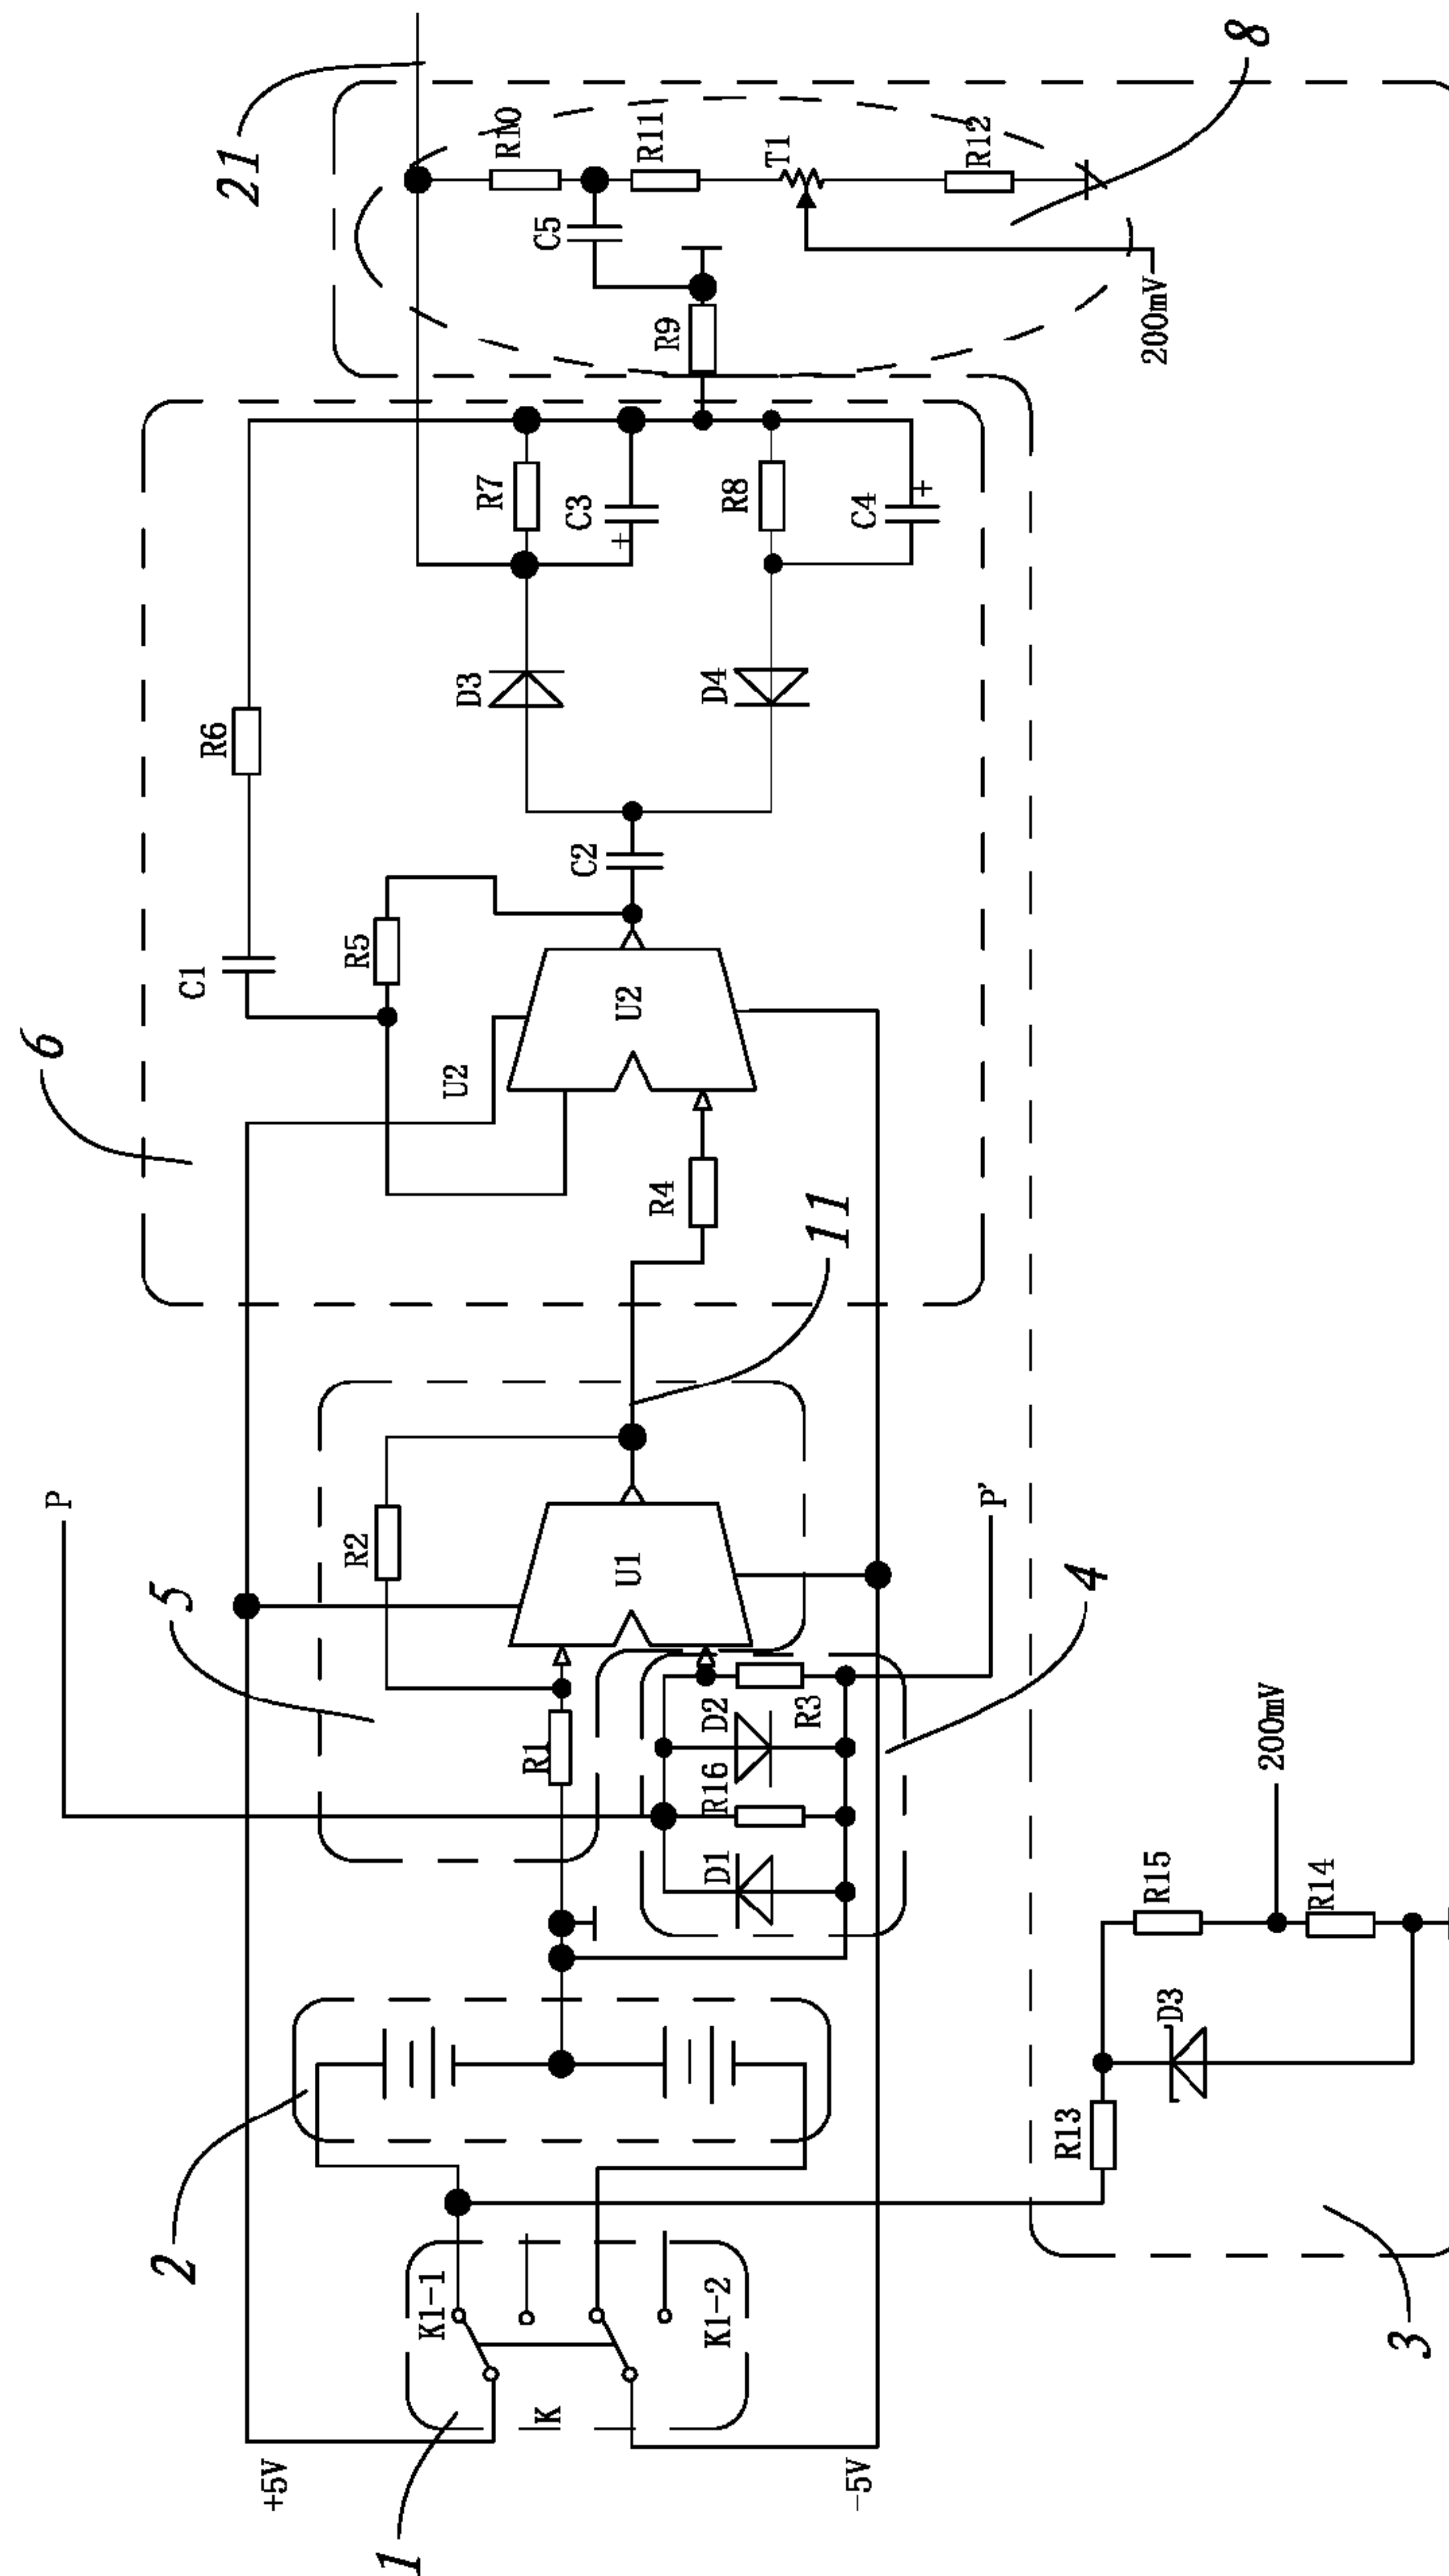 +5V
-5V
1
K
K1-1
K1-2
2
3
R13
D3
R15
R14
200mV
P
P'
5
R1
R2
U1
D1
R16
D2
R3
4
11
6
R4
U2
U2
R5
C1
R6
C2
D3
D4
R7
C3
+
R8
C4
+
21
R9
C5
R10
R11
T1
R12
200mV
8